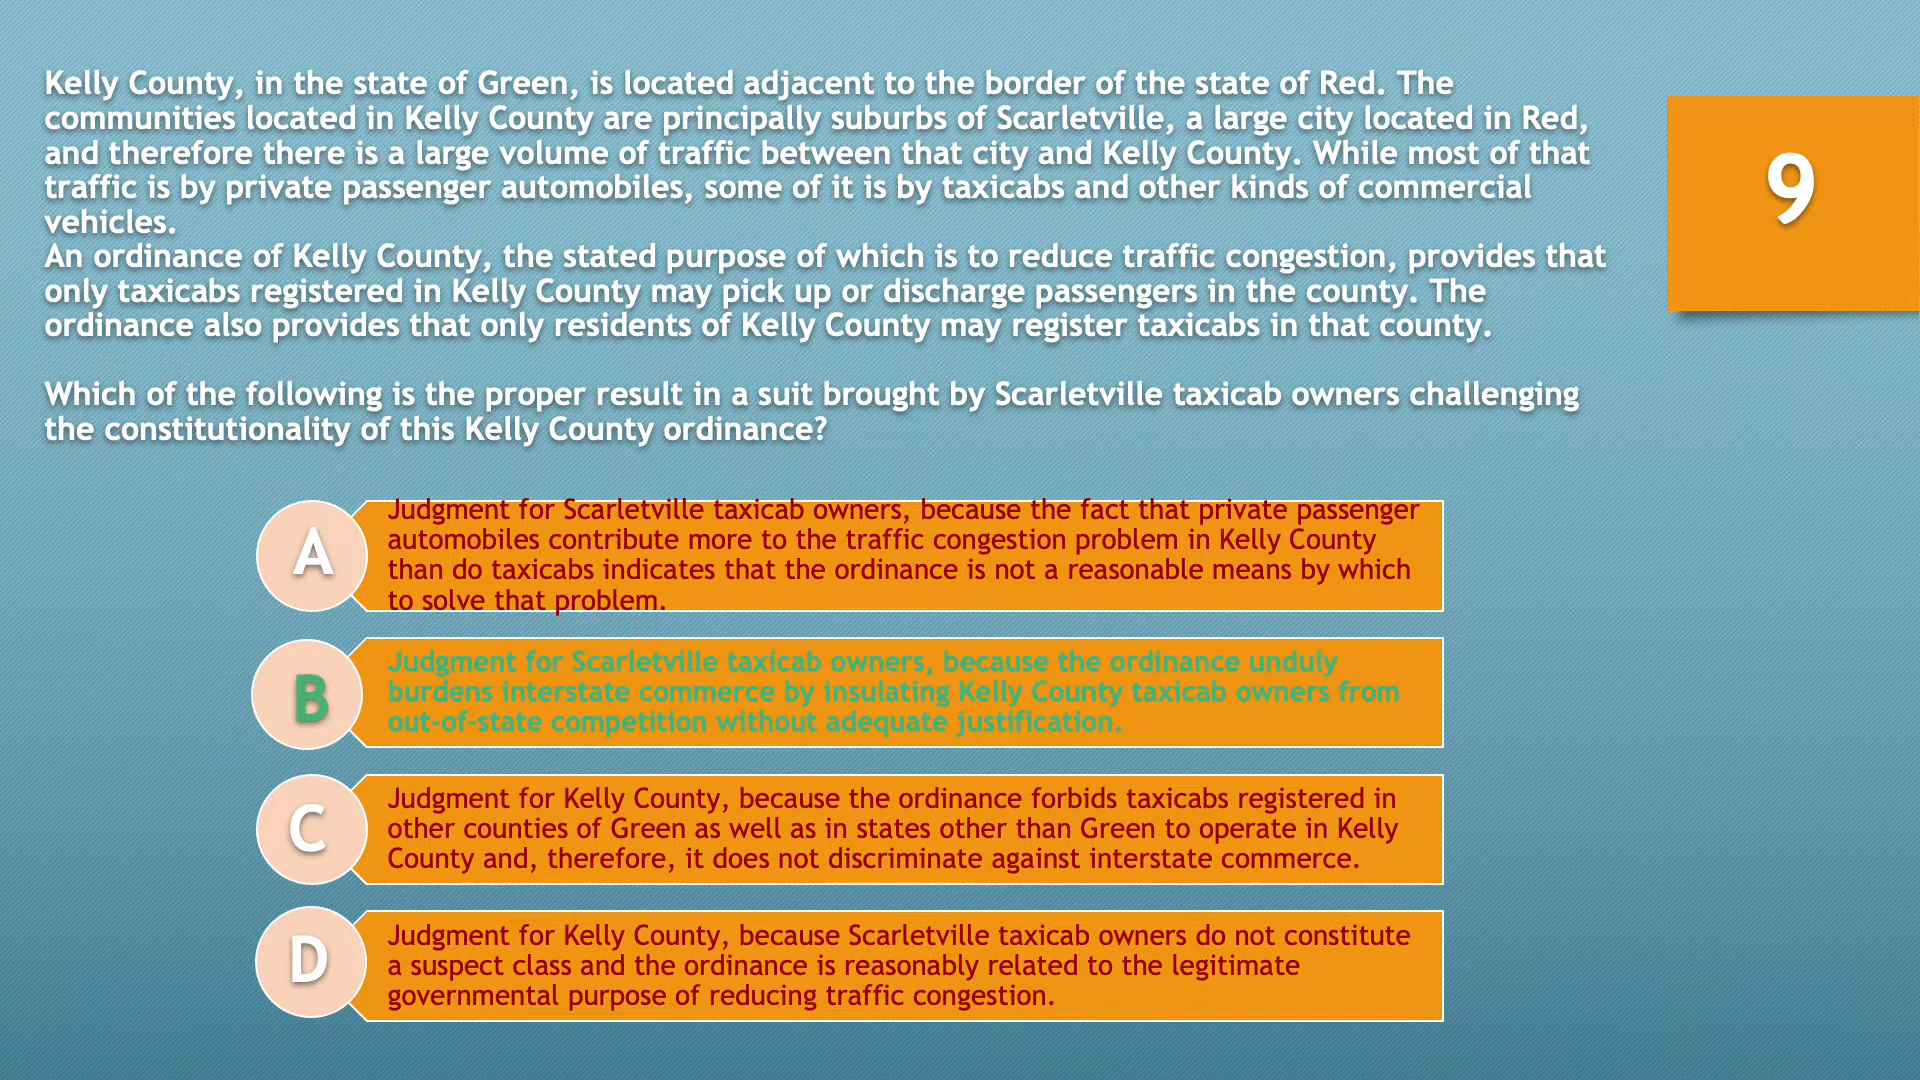 Kelly County, in the state of Green, is located adjacent to the border of the state of Red. The
communities located in Kelly County are principally suburbs of Scarletville, a large city located in Red,
and therefore there is a large volume of traffic between that city and Kelly County. While most of that
traffic is by private passenger automobiles, some of it is by taxicabs and other kinds of commercial
vehicles.
An ordinance of Kelly County, the stated purpose of which is to reduce traffic congestion, provides that
only taxicabs registered in Kelly County may pick up or discharge passengers in the county. The
ordinance also provides that only residents of Kelly County may register taxicabs in that county.
Which of the following is the proper result in a suit brought by Scarletville taxicab owners challenging
the constitutionality of this Kelly County ordinance?
9
A
Judgment for Scarletville taxicab owners, because the fact that private passenger
automobiles contribute more to the traffic congestion problem in Kelly County
than do taxicabs indicates that the ordinance is not a reasonable means by which
to solve that problem.
B
Judgment for Scarletville taxicab owners, because the ordinance unduly
burdens interstate commerce by insulating Kelly County taxicab owners from
out-of-state competition without adequate justification.
C
Judgment for Kelly County, because the ordinance forbids taxicabs registered in
other counties of Green as well as in states other than Green to operate in Kelly
County and, therefore, it does not discriminate against interstate commerce.
D
Judgment for Kelly County, because Scarletville taxicab owners do not constitute
a suspect class and the ordinance is reasonably related to the legitimate
governmental purpose of reducing traffic congestion.